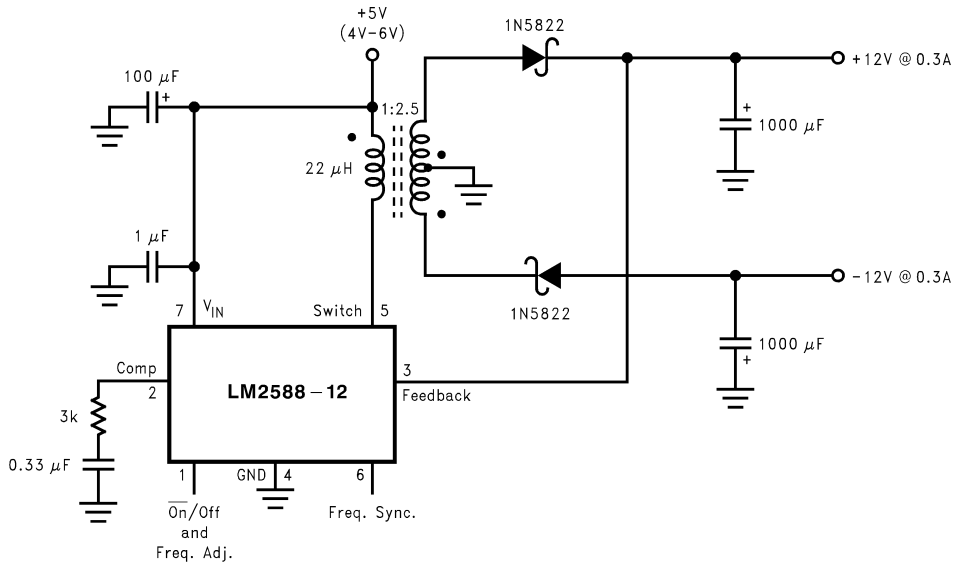 +5V
(4V–6V)
1N5822
+12V @ 0.3A
100 μF
+
1:2.5
+
1000 μF
22 μH
1 μF
-12V @ 0.3A
1N5822
7
VIN
Switch
5
1000 μF
+
Comp
2
LM2588–12
3
Feedback
3k
0.33 μF
1
GND
4
6
On/Off
and
Freq. Adj.
Freq. Sync.